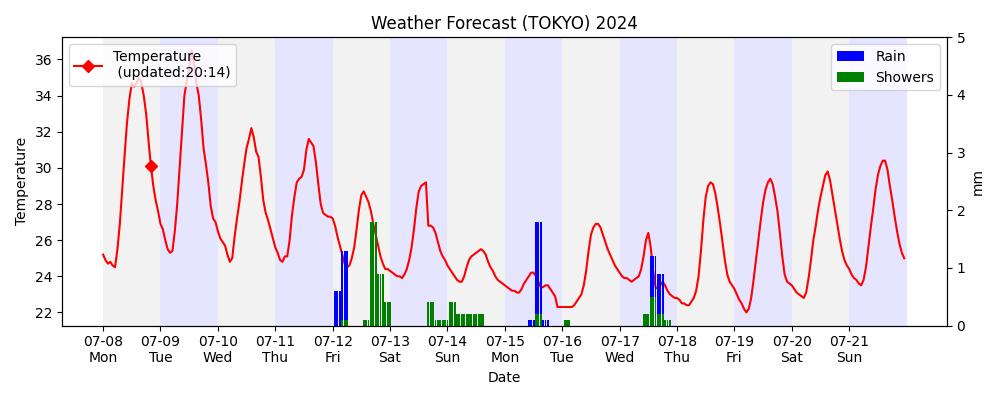 Weather Forecast (TOKYO) 2024
Temperature
(updated:20:14)
Rain
Showers
Temperature
36
34
32
30
28
26
24
22
5
4
3
2
1
0
mm
07-08 07-09 07-10 07-11 07-12 07-13 07-14 07-15 07-16 07-17 07-18 07-19 07-20 07-21
Mon Tue Wed Thu Fri Sat Sun Mon Tue Wed Thu Fri Sat Sun
Date